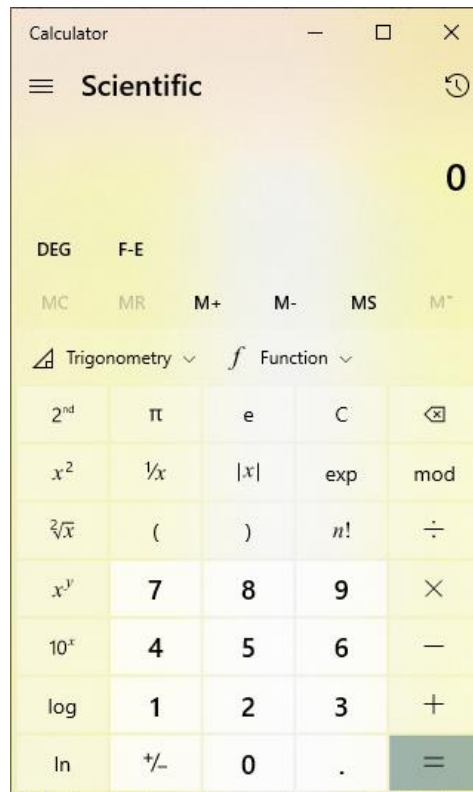 Calculator
Scientific
0
DEG F-E
MC MR M+ M- MS M˅
Trigonometry Function
2ⁿᵈ π e C
x² ¹/x |x| exp mod
²√x ( ) n! ÷
xʸ 7 8 9 ×
10ˣ 4 5 6 −
log 1 2 3 +
ln +/− 0 . =